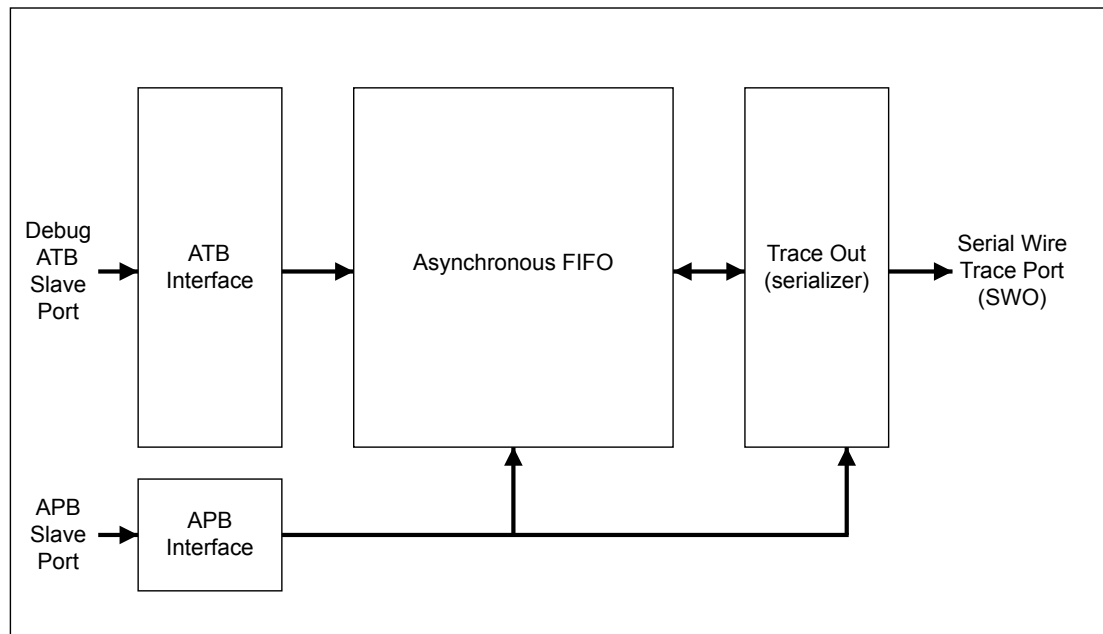 Debug
ATB
Slave
Port
ATB
Interface
Asynchronous FIFO
Trace Out
(serializer)
Serial Wire
Trace Port
(SWO)
APB
Slave
Port
APB
Interface